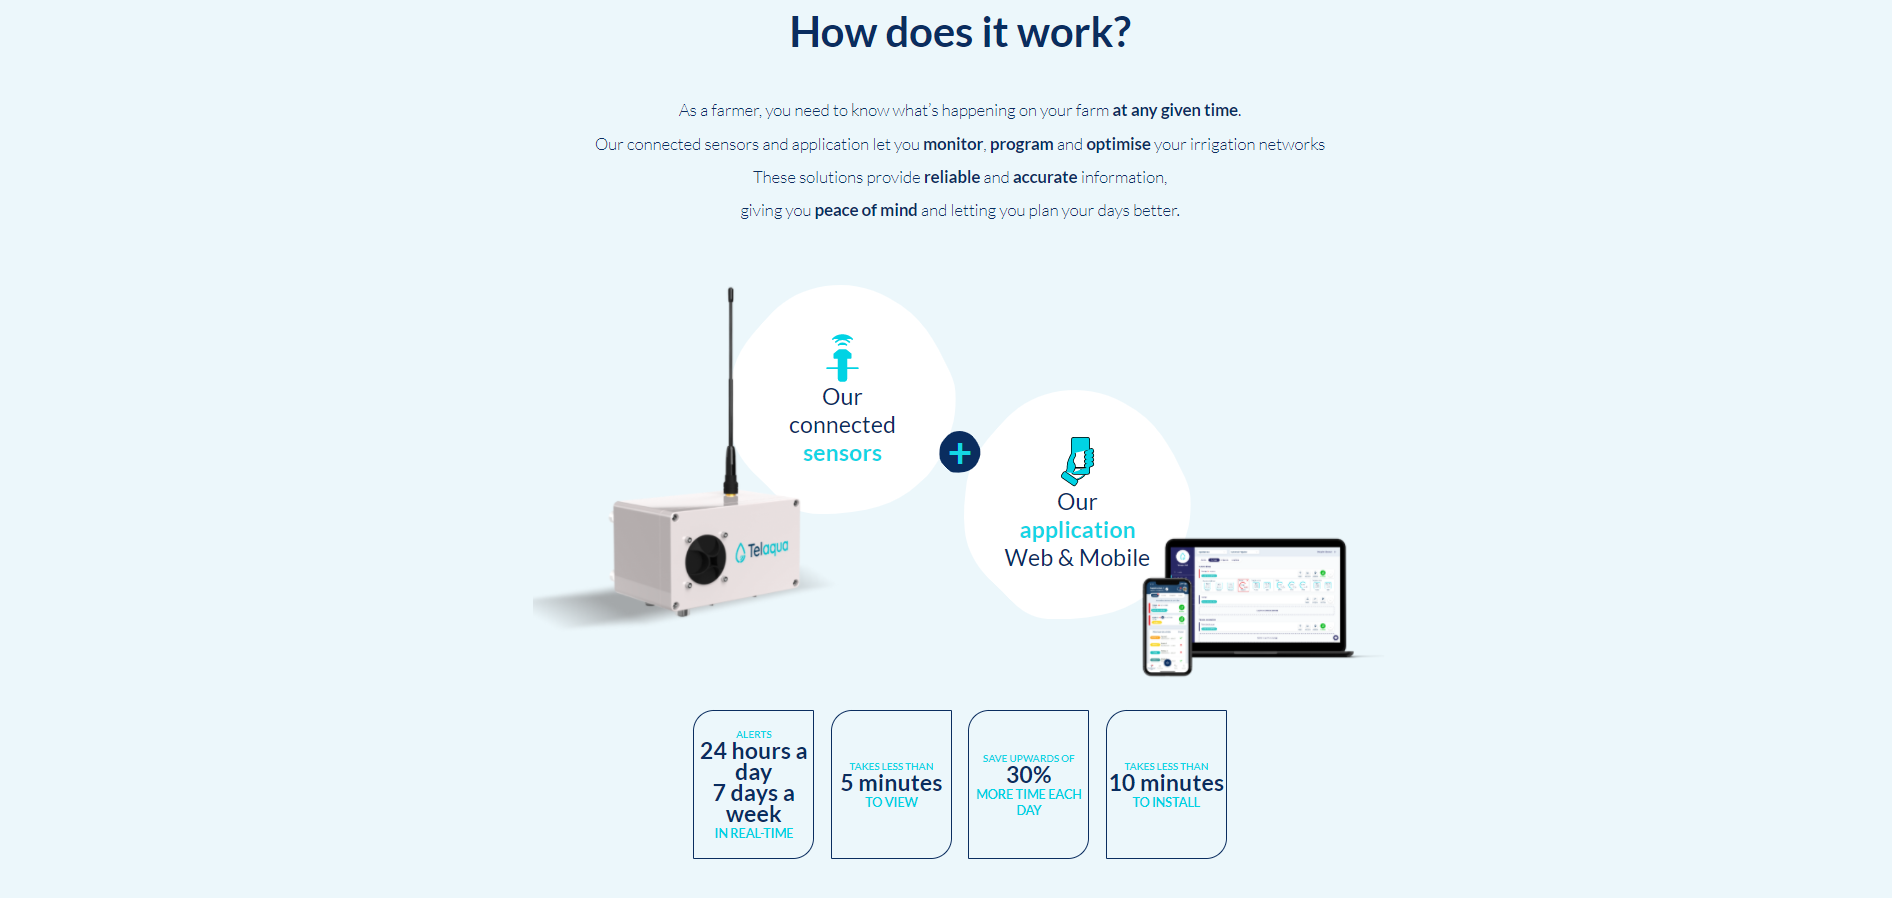 How does it work?
As a farmer, you need to know what's happening on your farm at any given time.
Our connected sensors and application let you monitor, program and optimise your irrigation networks
These solutions provide reliable and accurate information,
giving you peace of mind and letting you plan your days better.
Our
connected
sensors
+
Our
application
Web & Mobile
Telaqua
ALERTS
24 hours a
day
7 days a
week
IN REAL-TIME
TAKES LESS THAN
5 minutes
TO VIEW
SAVE UPWARDS OF
30%
MORE TIME EACH
DAY
TAKES LESS THAN
10 minutes
TO INSTALL